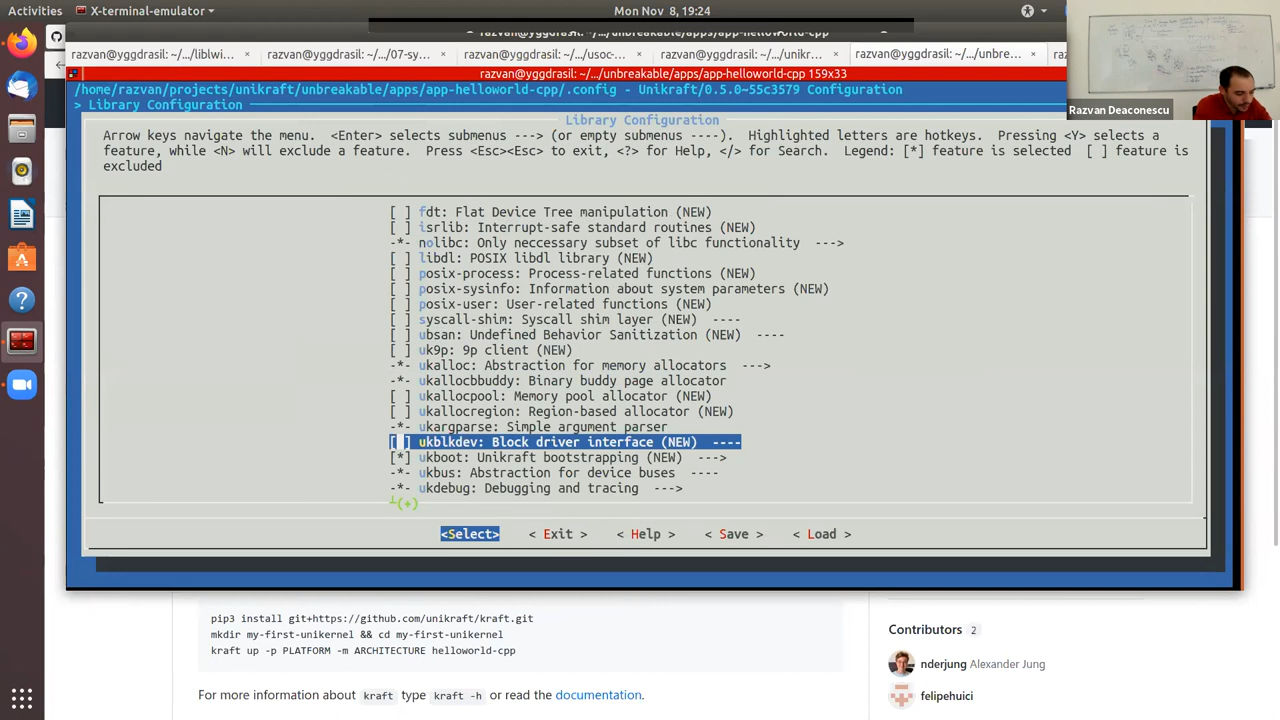 Activities
X-terminal-emulator
Mon Nov 8, 19:24
razvan@yggdrasil: ~/.../liblwi...
razvan@yggdrasil: ~/.../07-sy...
razvan@yggdrasil: ~/.../usoc-...
razvan@yggdrasil: ~/.../unikr...
razvan@yggdrasil: ~/.../unbre...
razvan@yggdrasil: ~/.../unbreakable/apps/app-helloworld-cpp 159x33
Razvan Deaconescu
/home/razvan/projects/unikraft/unbreakable/apps/app-helloworld-cpp/.config - Unikraft/0.5.0~55c3579 Configuration
> Library Configuration
Library Configuration
Arrow keys navigate the menu. <Enter> selects submenus ---> (or empty submenus ----). Highlighted letters are hotkeys. Pressing <Y> selects a
feature, while <N> will exclude a feature. Press <Esc><Esc> to exit, <?> for Help, </> for Search. Legend: [*] feature is selected [ ] feature is
excluded
[ ] fdt: Flat Device Tree manipulation (NEW)
[ ] isrlib: Interrupt-safe standard routines (NEW)
-*- nolibc: Only neccessary subset of libc functionality --->
[ ] libdl: POSIX libdl library (NEW)
[ ] posix-process: Process-related functions (NEW)
[ ] posix-sysinfo: Information about system parameters (NEW)
[ ] posix-user: User-related functions (NEW)
[ ] syscall-shim: Syscall shim layer (NEW) ----
[ ] ubsan: Undefined Behavior Sanitization (NEW) ----
[ ] uk9p: 9p client (NEW)
-*- ukalloc: Abstraction for memory allocators --->
-*- ukallocbbuddy: Binary buddy page allocator
[ ] ukallocpool: Memory pool allocator (NEW)
[ ] ukallocregion: Region-based allocator (NEW)
-*- ukargparse: Simple argument parser
[ ] ukblkdev: Block driver interface (NEW) ----
[*] ukboot: Unikraft bootstrapping (NEW) --->
-*- ukbus: Abstraction for device buses ----
-*- ukdebug: Debugging and tracing --->
┴(+)
<Select> < Exit > < Help > < Save > < Load >
pip3 install git+https://github.com/unikraft/kraft.git
mkdir my-first-unikernel && cd my-first-unikernel
kraft up -p PLATFORM -m ARCHITECTURE helloworld-cpp
For more information about kraft type kraft -h or read the documentation.
Contributors 2
nderjung Alexander Jung
felipehuici